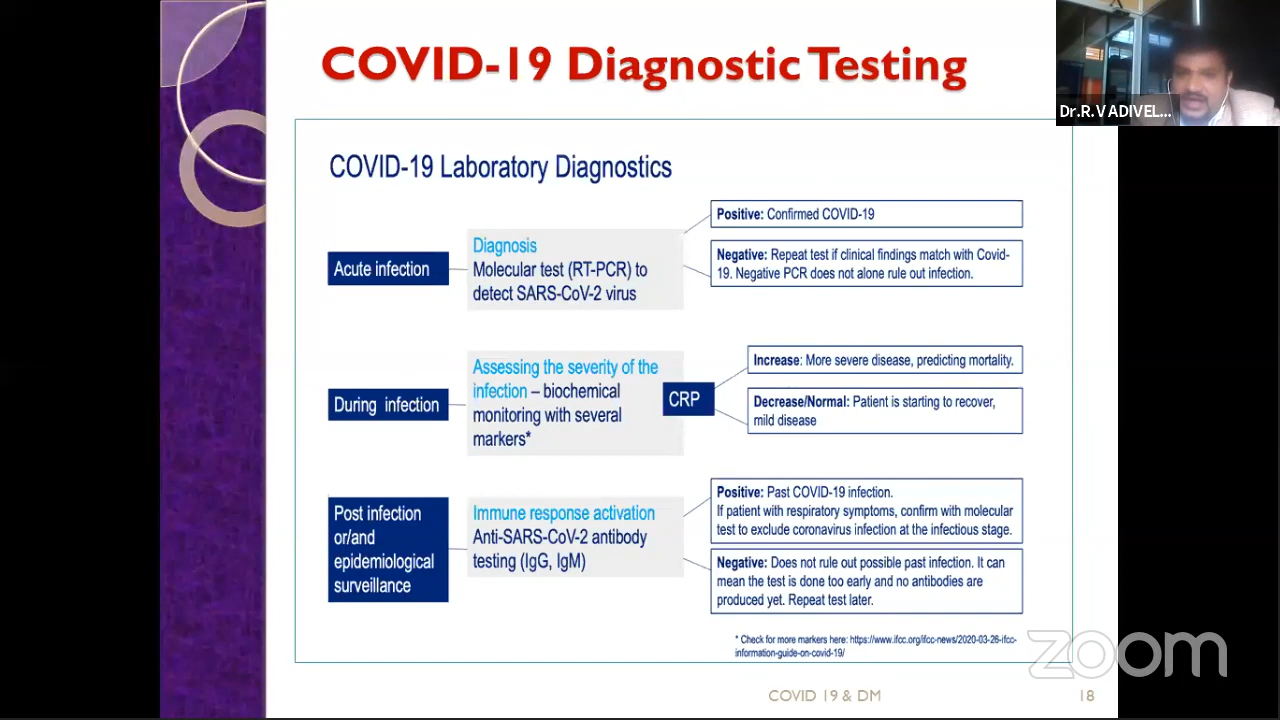 COVID-19 Diagnostic Testing
Dr.R.VADIVEL...
COVID-19 Laboratory Diagnostics
Acute infection
Diagnosis
Molecular test (RT-PCR) to
detect SARS-CoV-2 virus
Positive: Confirmed COVID-19
Negative: Repeat test if clinical findings match with Covid-
19. Negative PCR does not alone rule out infection.
During infection
Assessing the severity of the
infection – biochemical
monitoring with several
markers*
CRP
Increase: More severe disease, predicting mortality.
Decrease/Normal: Patient is starting to recover,
mild disease
Post infection
or/and
epidemiological
surveillance
Immune response activation
Anti-SARS-CoV-2 antibody
testing (IgG, IgM)
Positive: Past COVID-19 infection.
If patient with respiratory symptoms, confirm with molecular
test to exclude coronavirus infection at the infectious stage.
Negative: Does not rule out possible past infection. It can
mean the test is done too early and no antibodies are
produced yet. Repeat test later.
* Check for more markers here: https://www.ifcc.org/ifcc-news/2020-03-26-ifcc-
information-guide-on-covid-19/
zoom
COVID 19 & DM
18